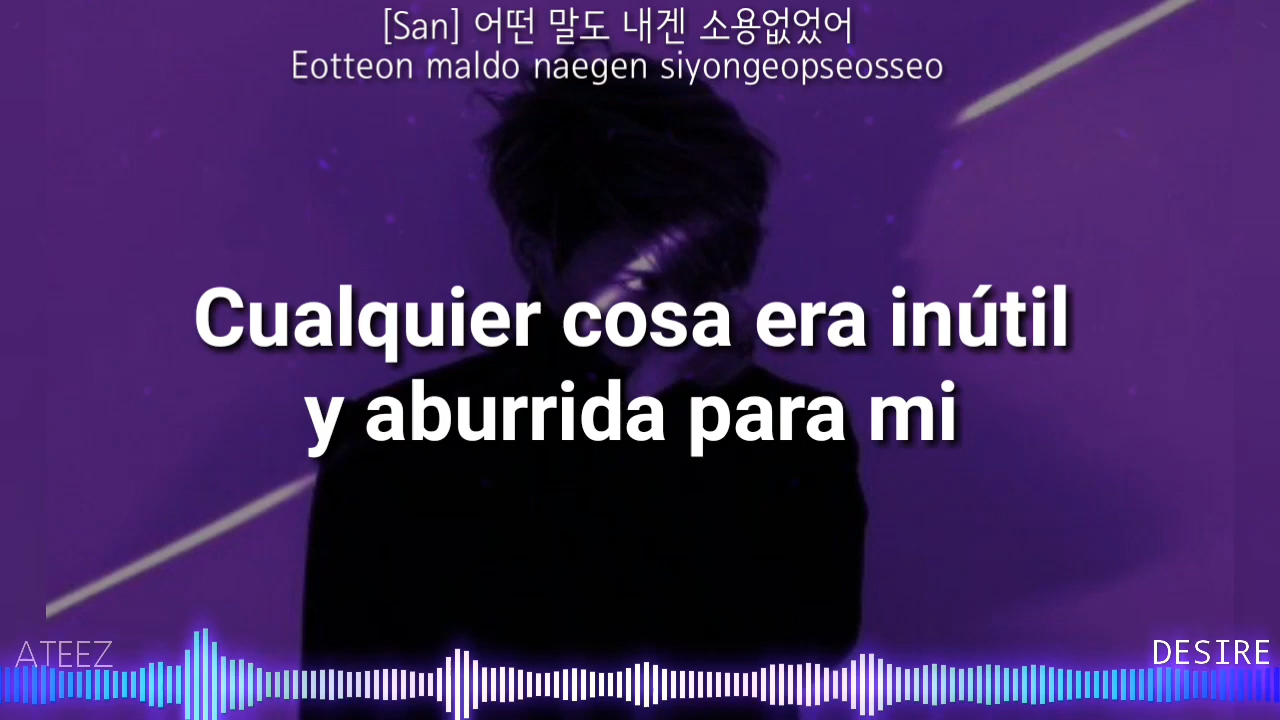 [San] 어떤 말도 내겐 소용없었어
Eotteon maldo naegen siyongeopseosseo
Cualquier cosa era inútil
y aburrida para mi
ATEEZ
DESIRE